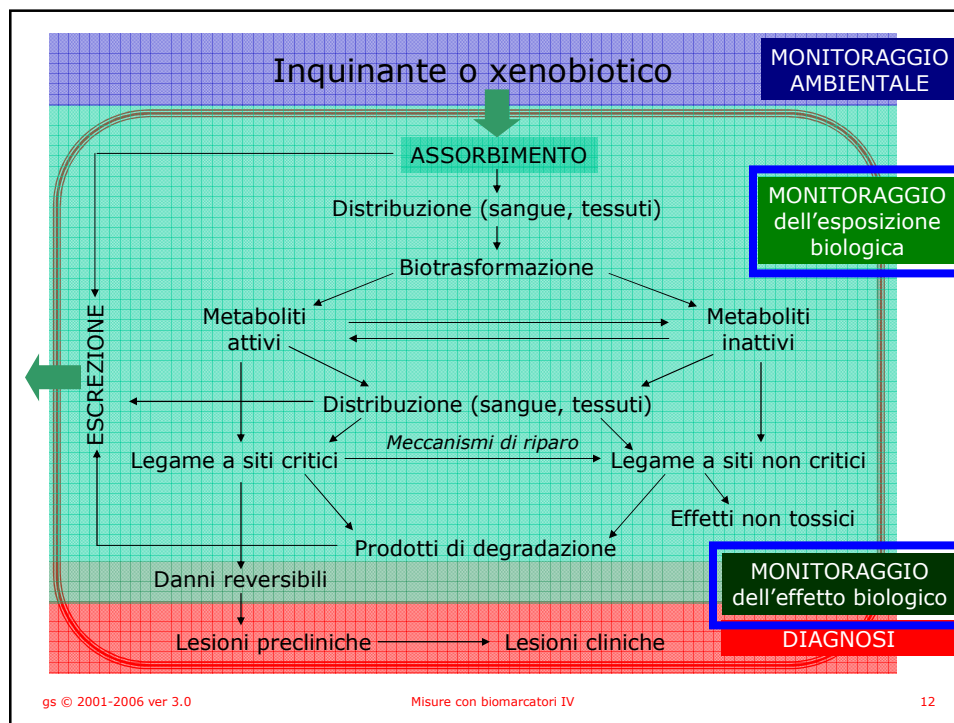 Inquinante o xenobiotico
MONITORAGGIO
AMBIENTALE
ASSORBIMENTO
MONITORAGGIO
dell'esposizione
biologica
Distribuzione (sangue, tessuti)
Biotrasformazione
Metaboliti
attivi
Metaboliti
inattivi
ESCREZIONE
Distribuzione (sangue, tessuti)
Meccanismi di riparo
Legame a siti critici
Legame a siti non critici
Effetti non tossici
Prodotti di degradazione
Danni reversibili
MONITORAGGIO
dell'effetto biologico
Lesioni precliniche
Lesioni cliniche
DIAGNOSI
gs © 2001-2006 ver 3.0
Misure con biomarcatori IV
12